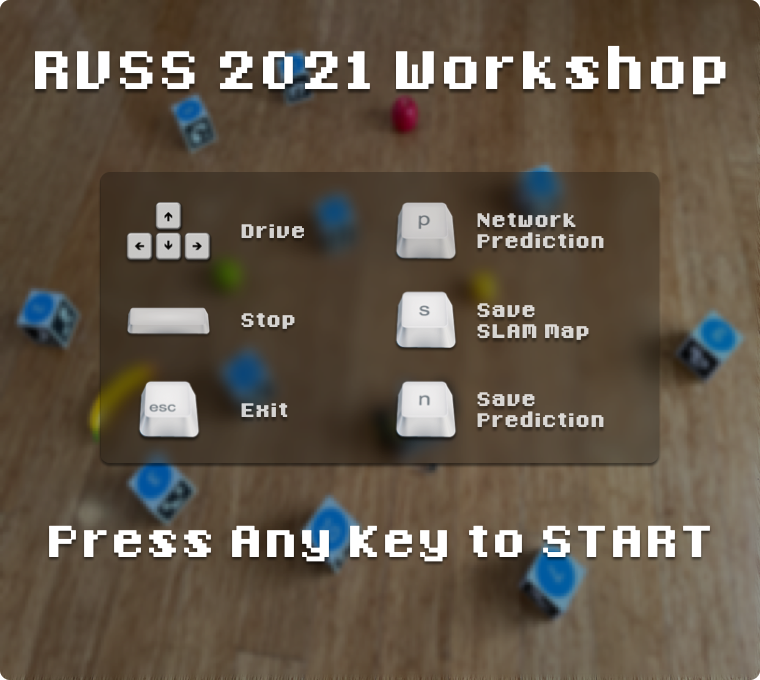 RVSS 2021 Workshop
↑
← ↓ → Drive
p Network
Prediction
Stop
s Save
SLAM Map
esc Exit
n Save
Prediction
Press Any Key to START